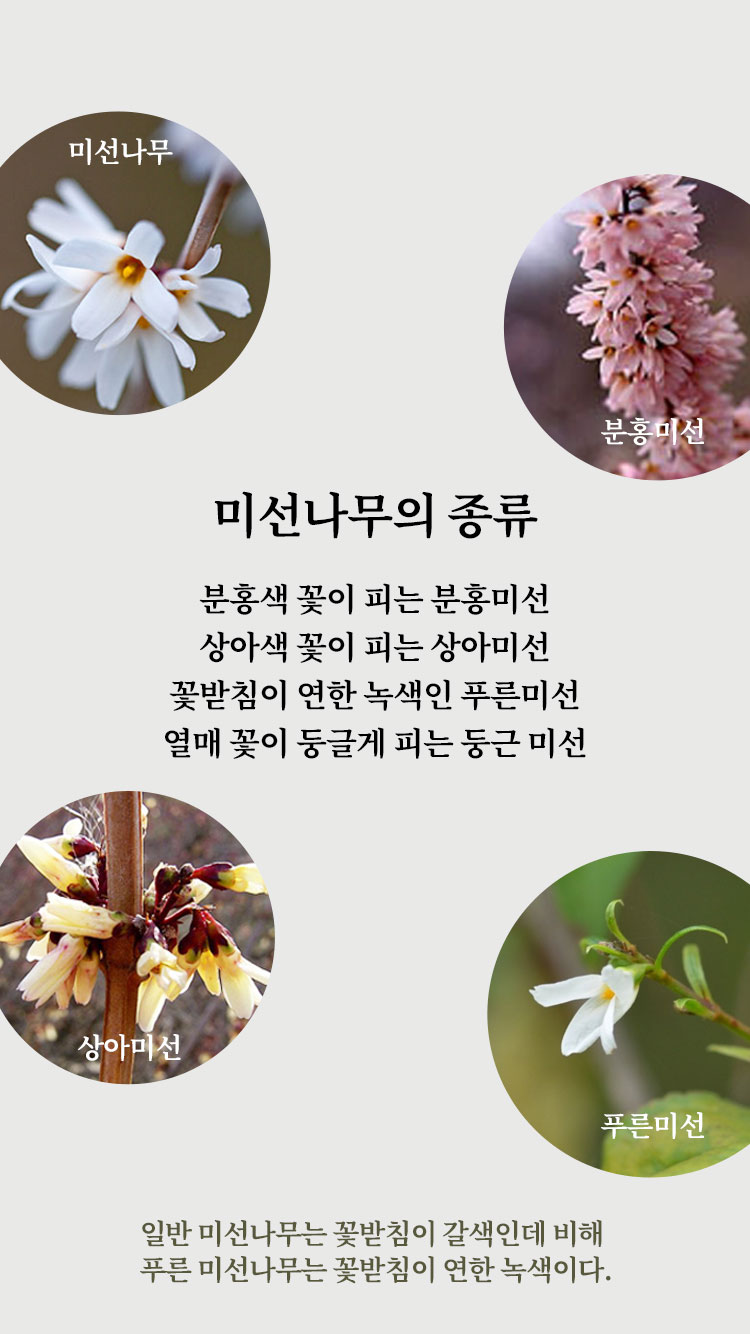 미선나무
분홍미선
미선나무의 종류
분홍색 꽃이 피는 분홍미선
상아색 꽃이 피는 상아미선
꽃받침이 연한 녹색인 푸른미선
열매 꽃이 둥글게 피는 둥근 미선
상아미선
푸른미선
일반 미선나무는 꽃받침이 갈색인데 비해
푸른 미선나무는 꽃받침이 연한 녹색이다.